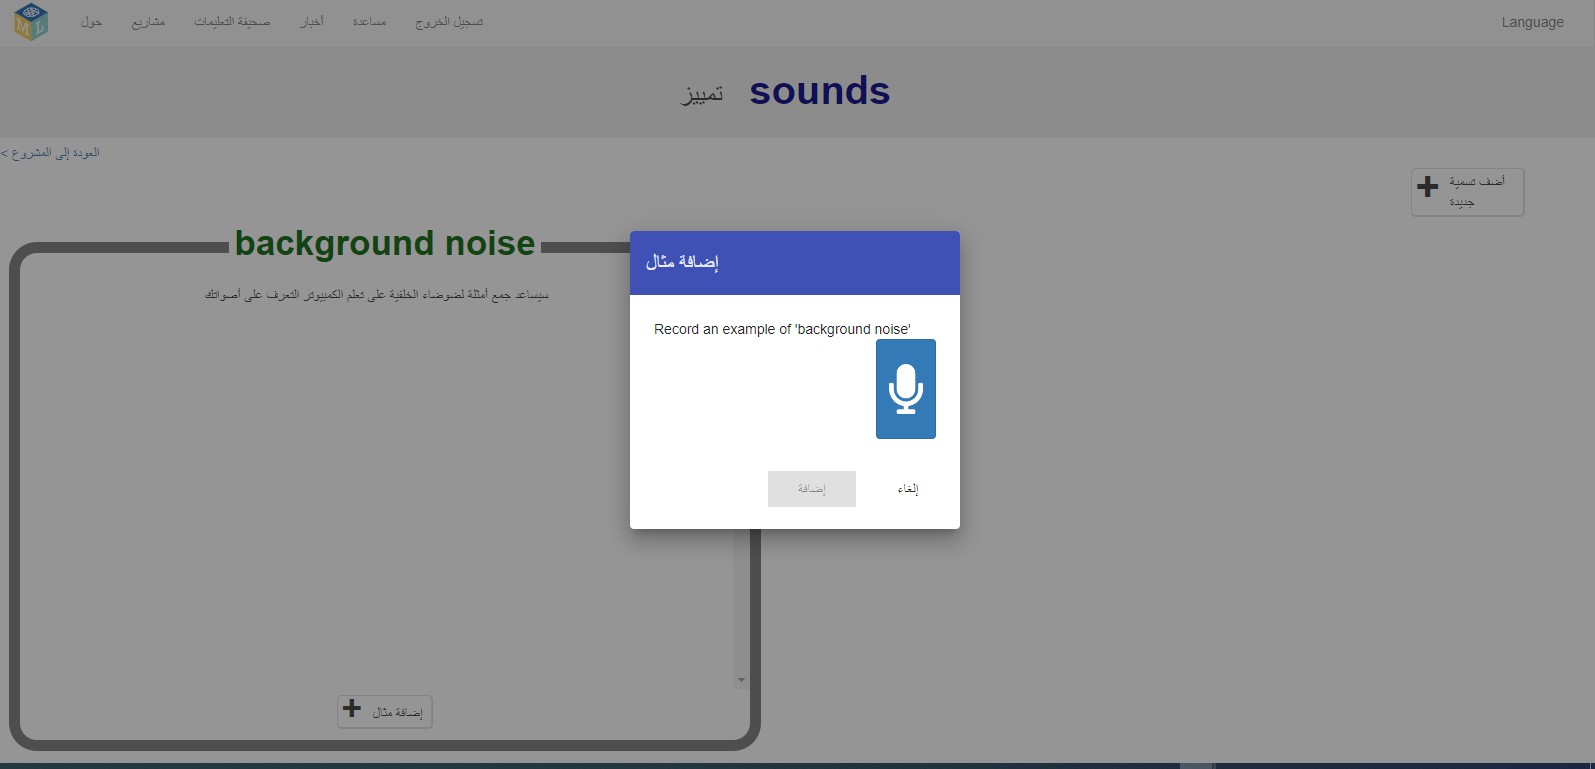 حول
مشاريع
صحيفة التعليمات
أخبار
مساعدة
تسجيل الخروج
Language
تمييز sounds
< العودة إلى المشروع
أضف تسمية
جديدة
background noise
سيساعد جمع أمثلة لضوضاء الخلفية على تعلم الكمبيوتر التعرف على أصواتك
إضافة مثال
Record an example of 'background noise'
إضافة
إلغاء
إضافة مثال